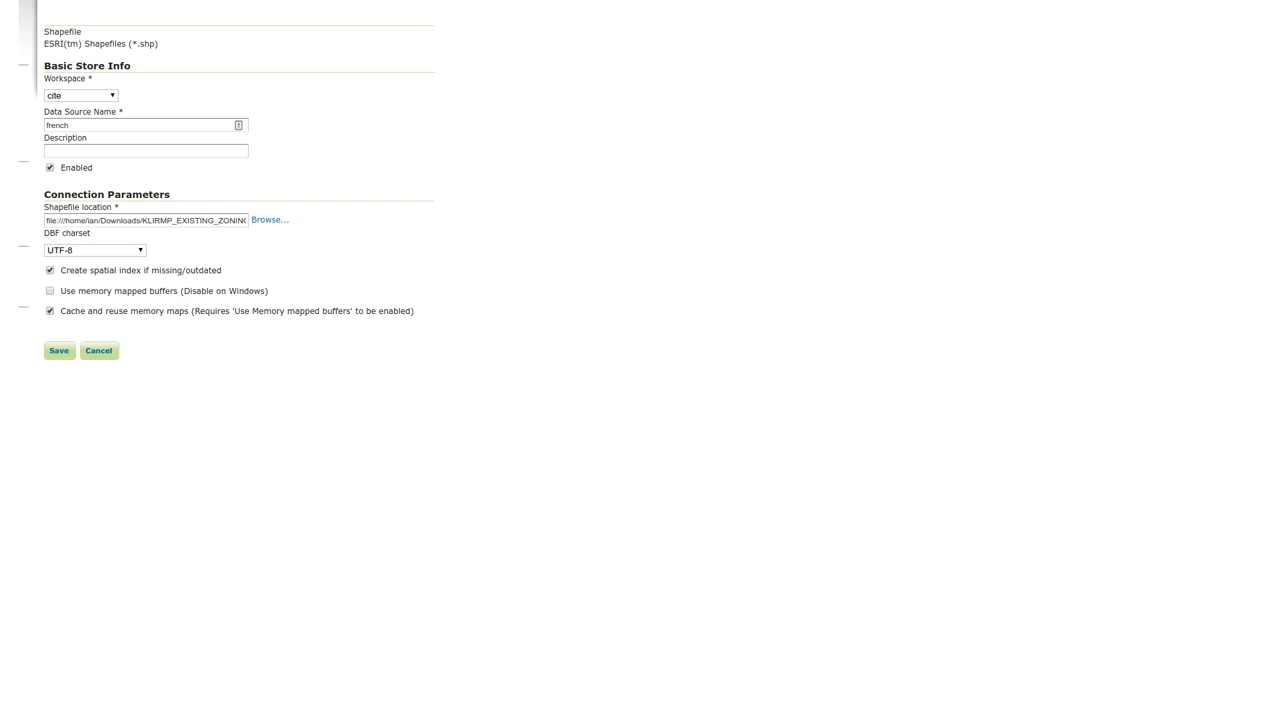 Shapefile
ESRI(tm) Shapefiles (*.shp)
Basic Store Info
Workspace *
cite
Data Source Name *
french
Description
Enabled
Connection Parameters
Shapefile location *
file:///home/ian/Downloads/KLIRMP_EXISTING_ZONING Browse...
DBF charset
UTF-8
Create spatial index if missing/outdated
Use memory mapped buffers (Disable on Windows)
Cache and reuse memory maps (Requires 'Use Memory mapped buffers' to be enabled)
Save Cancel